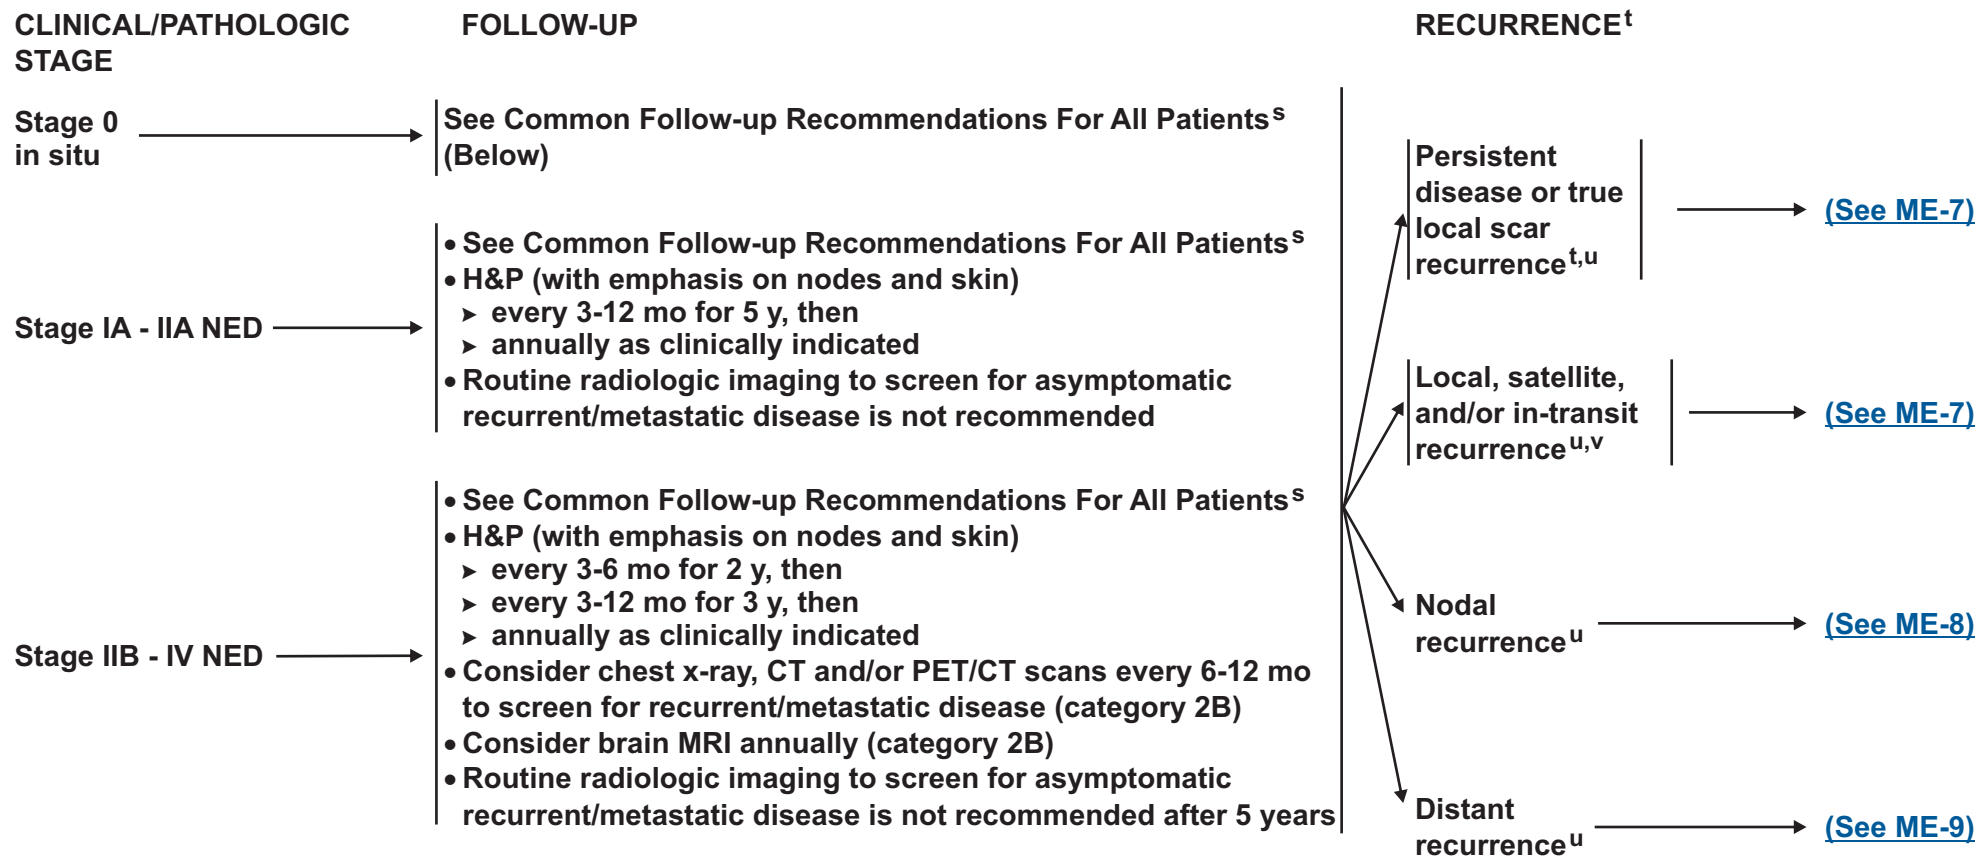 CLINICAL/PATHOLOGIC
STAGE
FOLLOW-UP
RECURRENCEᵗ
Stage 0
in situ
See Common Follow-up Recommendations For All Patientsˢ
(Below)
Stage IA - IIA NED
• See Common Follow-up Recommendations For All Patientsˢ
• H&P (with emphasis on nodes and skin)
➤ every 3-12 mo for 5 y, then
➤ annually as clinically indicated
• Routine radiologic imaging to screen for asymptomatic
recurrent/metastatic disease is not recommended
Stage IIB - IV NED
• See Common Follow-up Recommendations For All Patientsˢ
• H&P (with emphasis on nodes and skin)
➤ every 3-6 mo for 2 y, then
➤ every 3-12 mo for 3 y, then
➤ annually as clinically indicated
• Consider chest x-ray, CT and/or PET/CT scans every 6-12 mo
to screen for recurrent/metastatic disease (category 2B)
• Consider brain MRI annually (category 2B)
• Routine radiologic imaging to screen for asymptomatic
recurrent/metastatic disease is not recommended after 5 years
Persistent
disease or true
local scar
recurrenceᵗ,ᵘ
(See ME-7)
Local, satellite,
and/or in-transit
recurrenceᵘ,ᵛ
(See ME-7)
Nodal
recurrenceᵘ
(See ME-8)
Distant
recurrenceᵘ
(See ME-9)